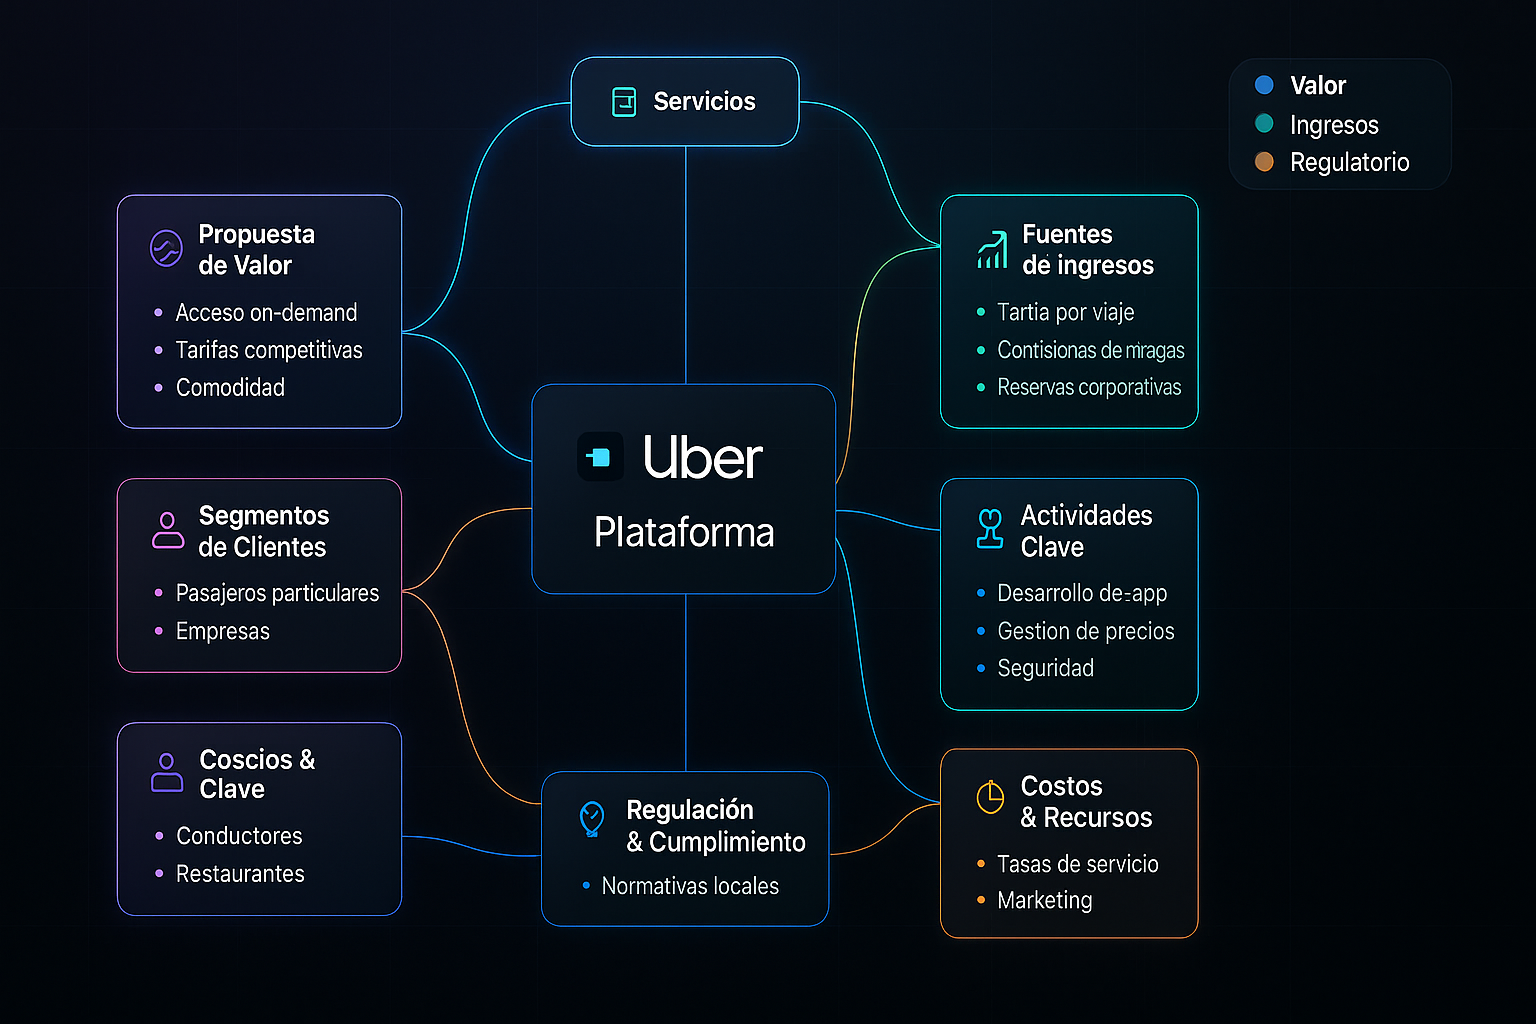 Servicios
Valor
Ingresos
Regulatorio
Propuesta
de Valor
Acceso on-demand
Tarifas competitivas
Comodidad
Fuentes
de ingresos
Tartia por viaje
Contisionas de miragas
Reservas corporativas
Uber
Plataforma
Segmentos
de Clientes
Pasajeros particulares
Empresas
Actividades
Clave
Desarrollo de-app
Gestion de precios
Seguridad
Coscios &
Clave
Conductores
Restaurantes
Regulación
& Cumplimiento
Normativas locales
Costos
& Recursos
Tasas de servicio
Marketing